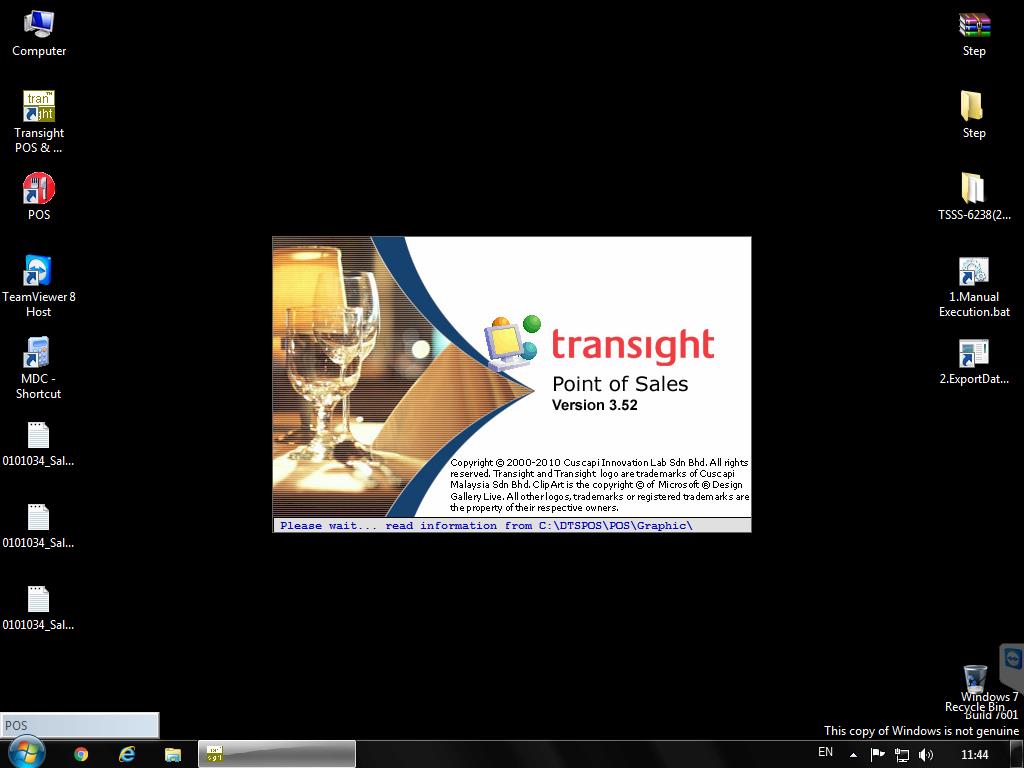 Computer
tran
ght
Transight
POS & ...
POS
TeamViewer 8
Host
MDC -
Shortcut
0101034_Sal...
0101034_Sal...
0101034_Sal...
Step
Step
TSSS-6238(2...
1.Manual
Execution.bat
2.ExportDat...
transight
Point of Sales
Version 3.52
Copyright © 2000-2010 Cuscapi Innovation Lab Sdn Bhd. All rights
reserved. Transight and Transight logo are trademarks of Cuscapi
Malaysia Sdn Bhd. ClipArt is the copyright © of Microsoft ® Design
Gallery Live. All other logos, trademarks or registered trademarks are
the property of their respective owners.
Please wait... read information from C:\DTSPOS\POS\Graphic\
Windows 7
Recycle Bin
Build 7601
This copy of Windows is not genuine
POS
EN
11:44